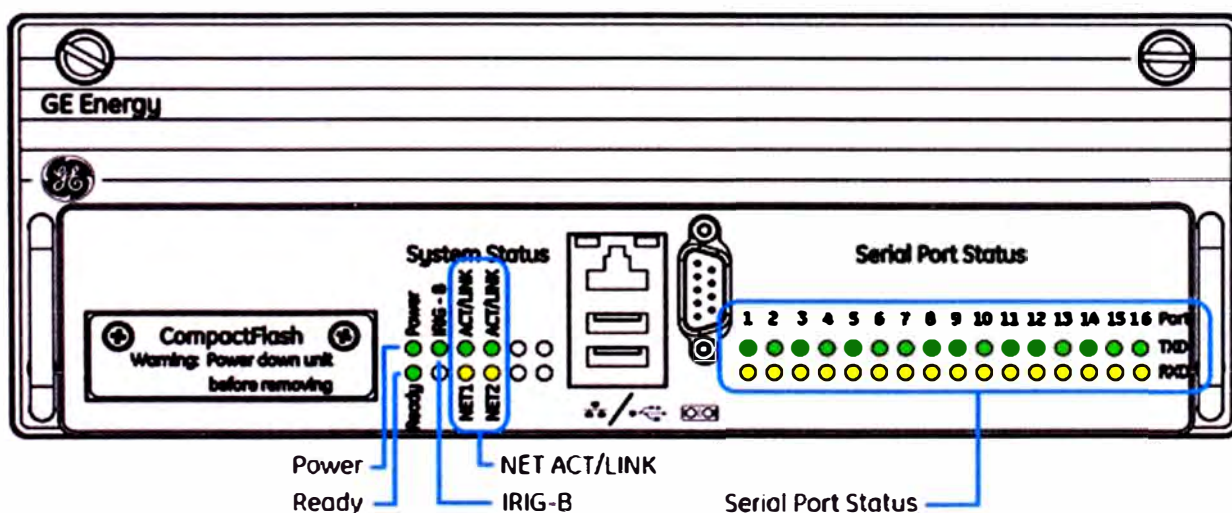 GE Energy
GE
System Status
Serial Port Status
Power
IRIG - B
ACT/LINK
ACT/LINK
Ready
NET1
NET2
CompactFlash
Warning: Power down unit
before removing
1 2 3 4 5 6 7 8 9 10 11 12 13 14 15 16 Port
TXD
RXD
Power
Ready
NET ACT/LINK
IRIG-B
Serial Port Status